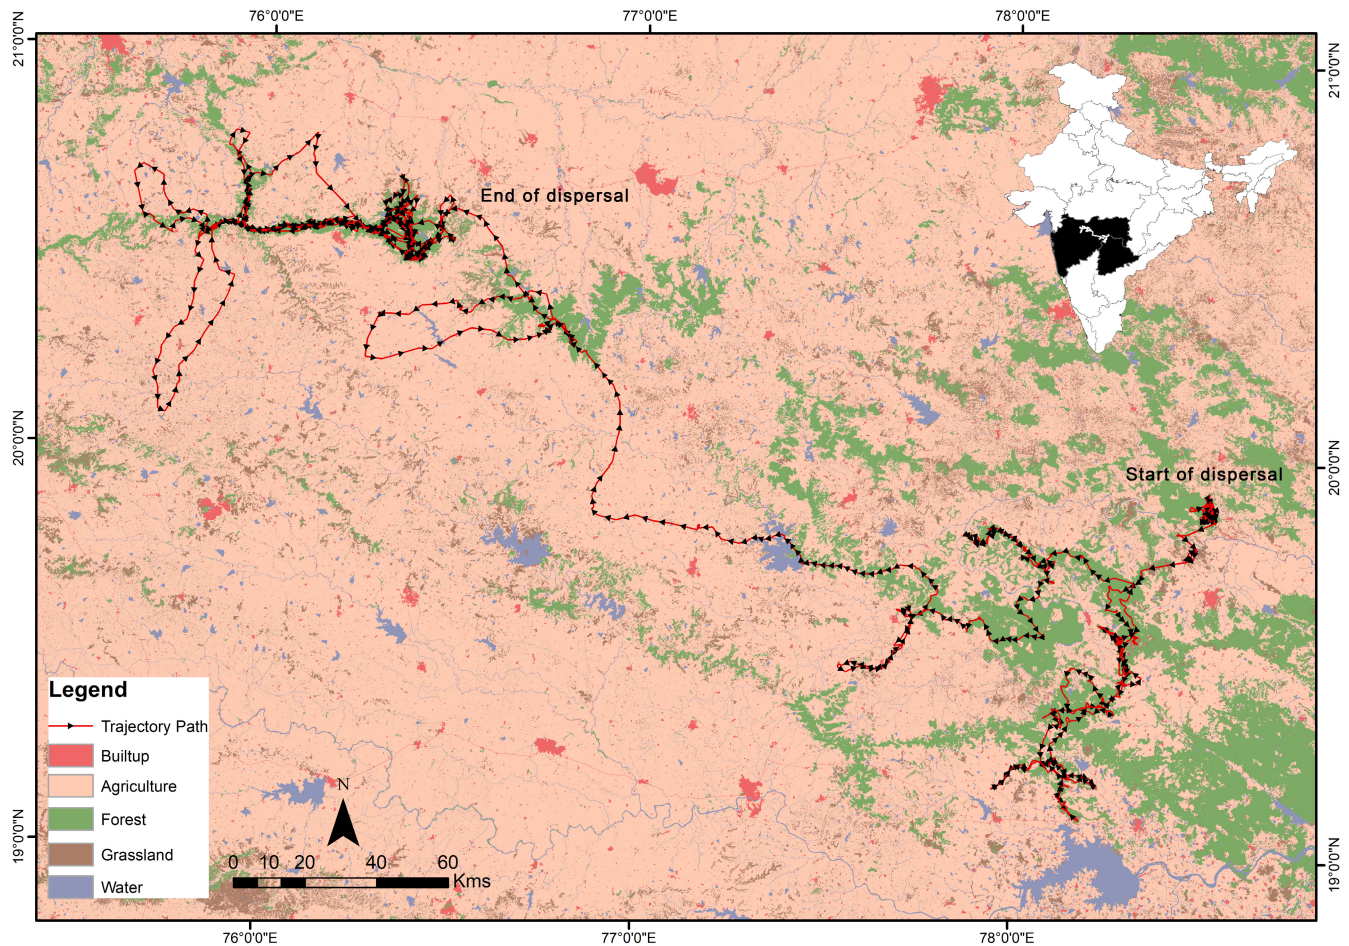 76°0'0"E 77°0'0"E 78°0'0"E
21°0'0"N 21°0'0"N
End of dispersal
20°0'0"N 20°0'0"N
Start of dispersal
Legend
Trajectory Path
Builtup
Agriculture
Forest
Grassland
Water
N
0 10 20 40 60
Kms
19°0'0"N 19°0'0"N
76°0'0"E 77°0'0"E 78°0'0"E